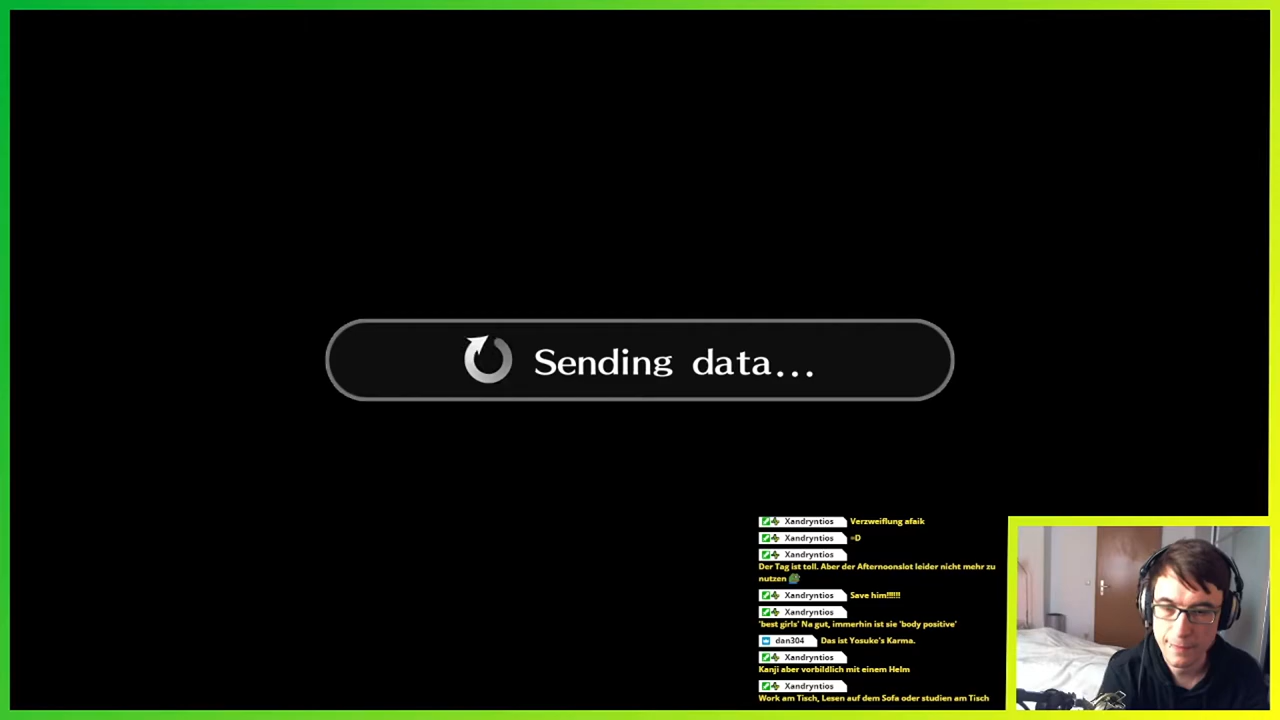 Sending data...
Xandryntios Verzweiflung afaik
Xandryntios =D
Xandryntios
Der Tag ist toll. Aber der Afternoonslot leider nicht mehr zu
nutzen
Xandryntios Save him!!!!!!
Xandryntios
'best girls' Na gut, immerhin ist sie 'body positive'
dan304 Das ist Yosuke's Karma.
Xandryntios
Kanji aber vorbildlich mit einem Helm
Xandryntios
Work am Tisch, Lesen auf dem Sofa oder studien am Tisch